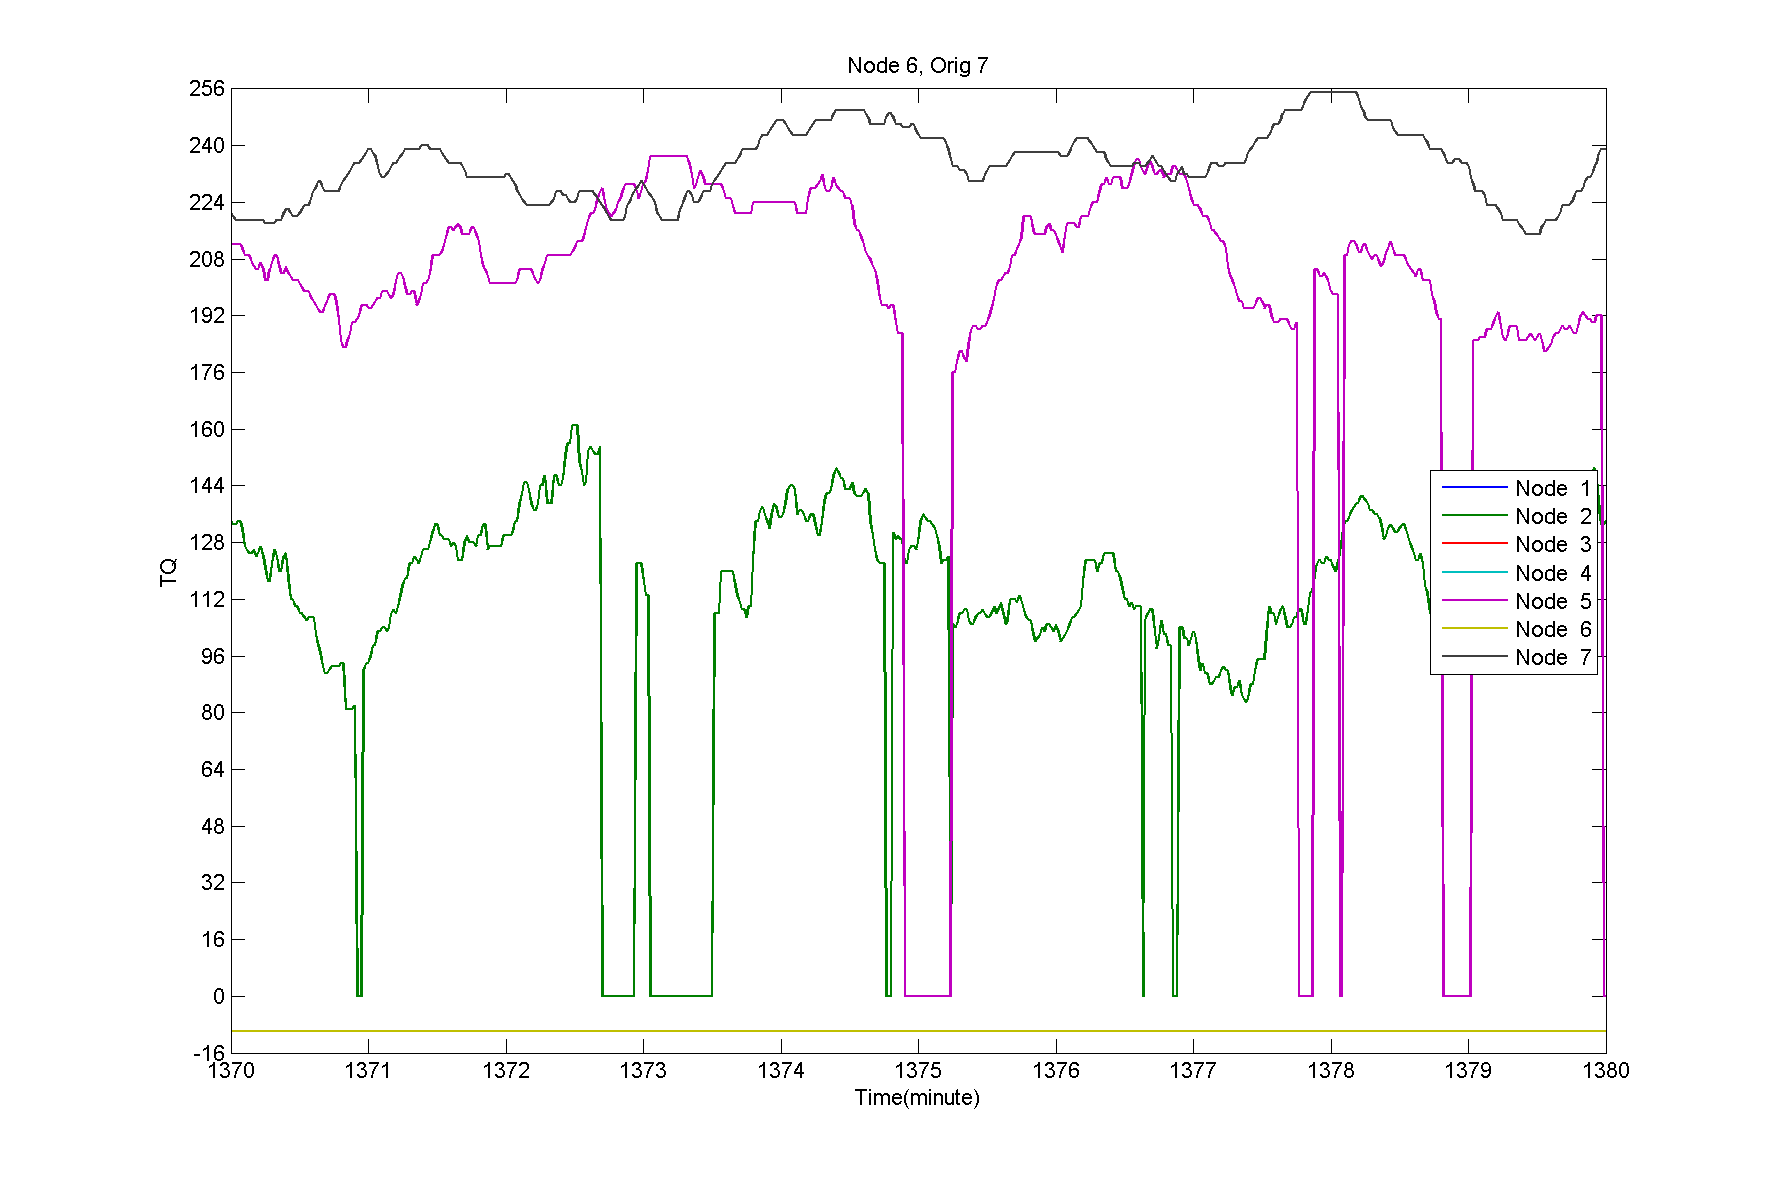 Node 6, Orig 7
256
240
224
208
192
176
160
144
128
112
96
80
64
48
32
16
0
-16
TQ
1370 1371 1372 1373 1374 1375 1376 1377 1378 1379 1380
Time(minute)
Node 1
Node 2
Node 3
Node 4
Node 5
Node 6
Node 7